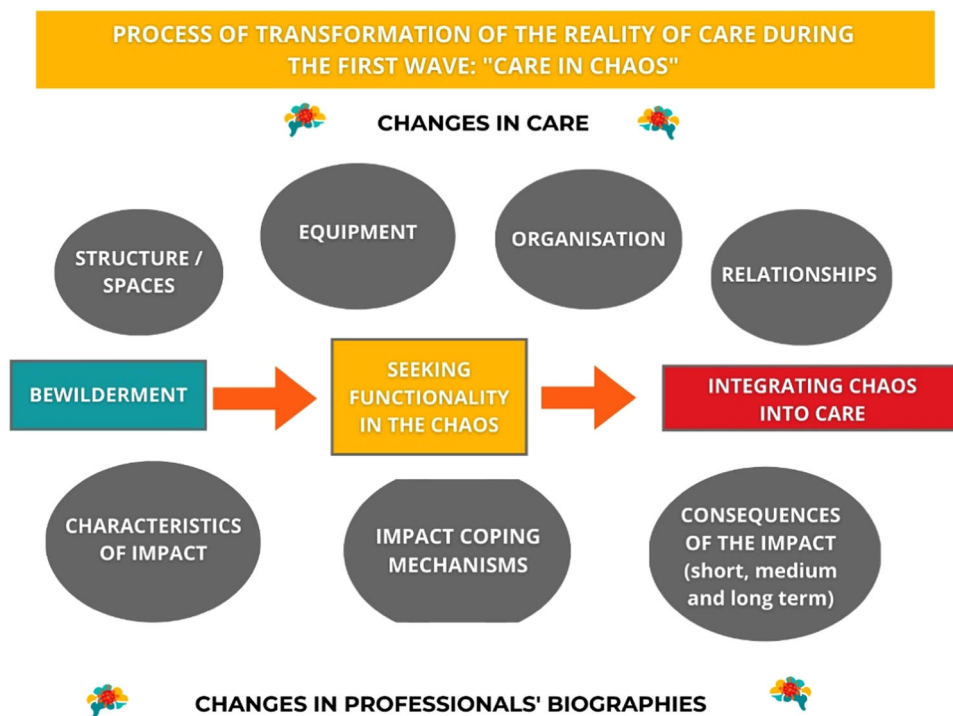 PROCESS OF TRANSFORMATION OF THE REALITY OF CARE DURING
THE FIRST WAVE: "CARE IN CHAOS"
CHANGES IN CARE
STRUCTURE /
SPACES
EQUIPMENT
ORGANISATION
RELATIONSHIPS
BEWILDERMENT
SEEKING
FUNCTIONALITY
IN THE CHAOS
INTEGRATING CHAOS
INTO CARE
CHARACTERISTICS
OF IMPACT
IMPACT COPING
MECHANISMS
CONSEQUENCES
OF THE IMPACT
(short, medium
and long term)
CHANGES IN PROFESSIONALS' BIOGRAPHIES